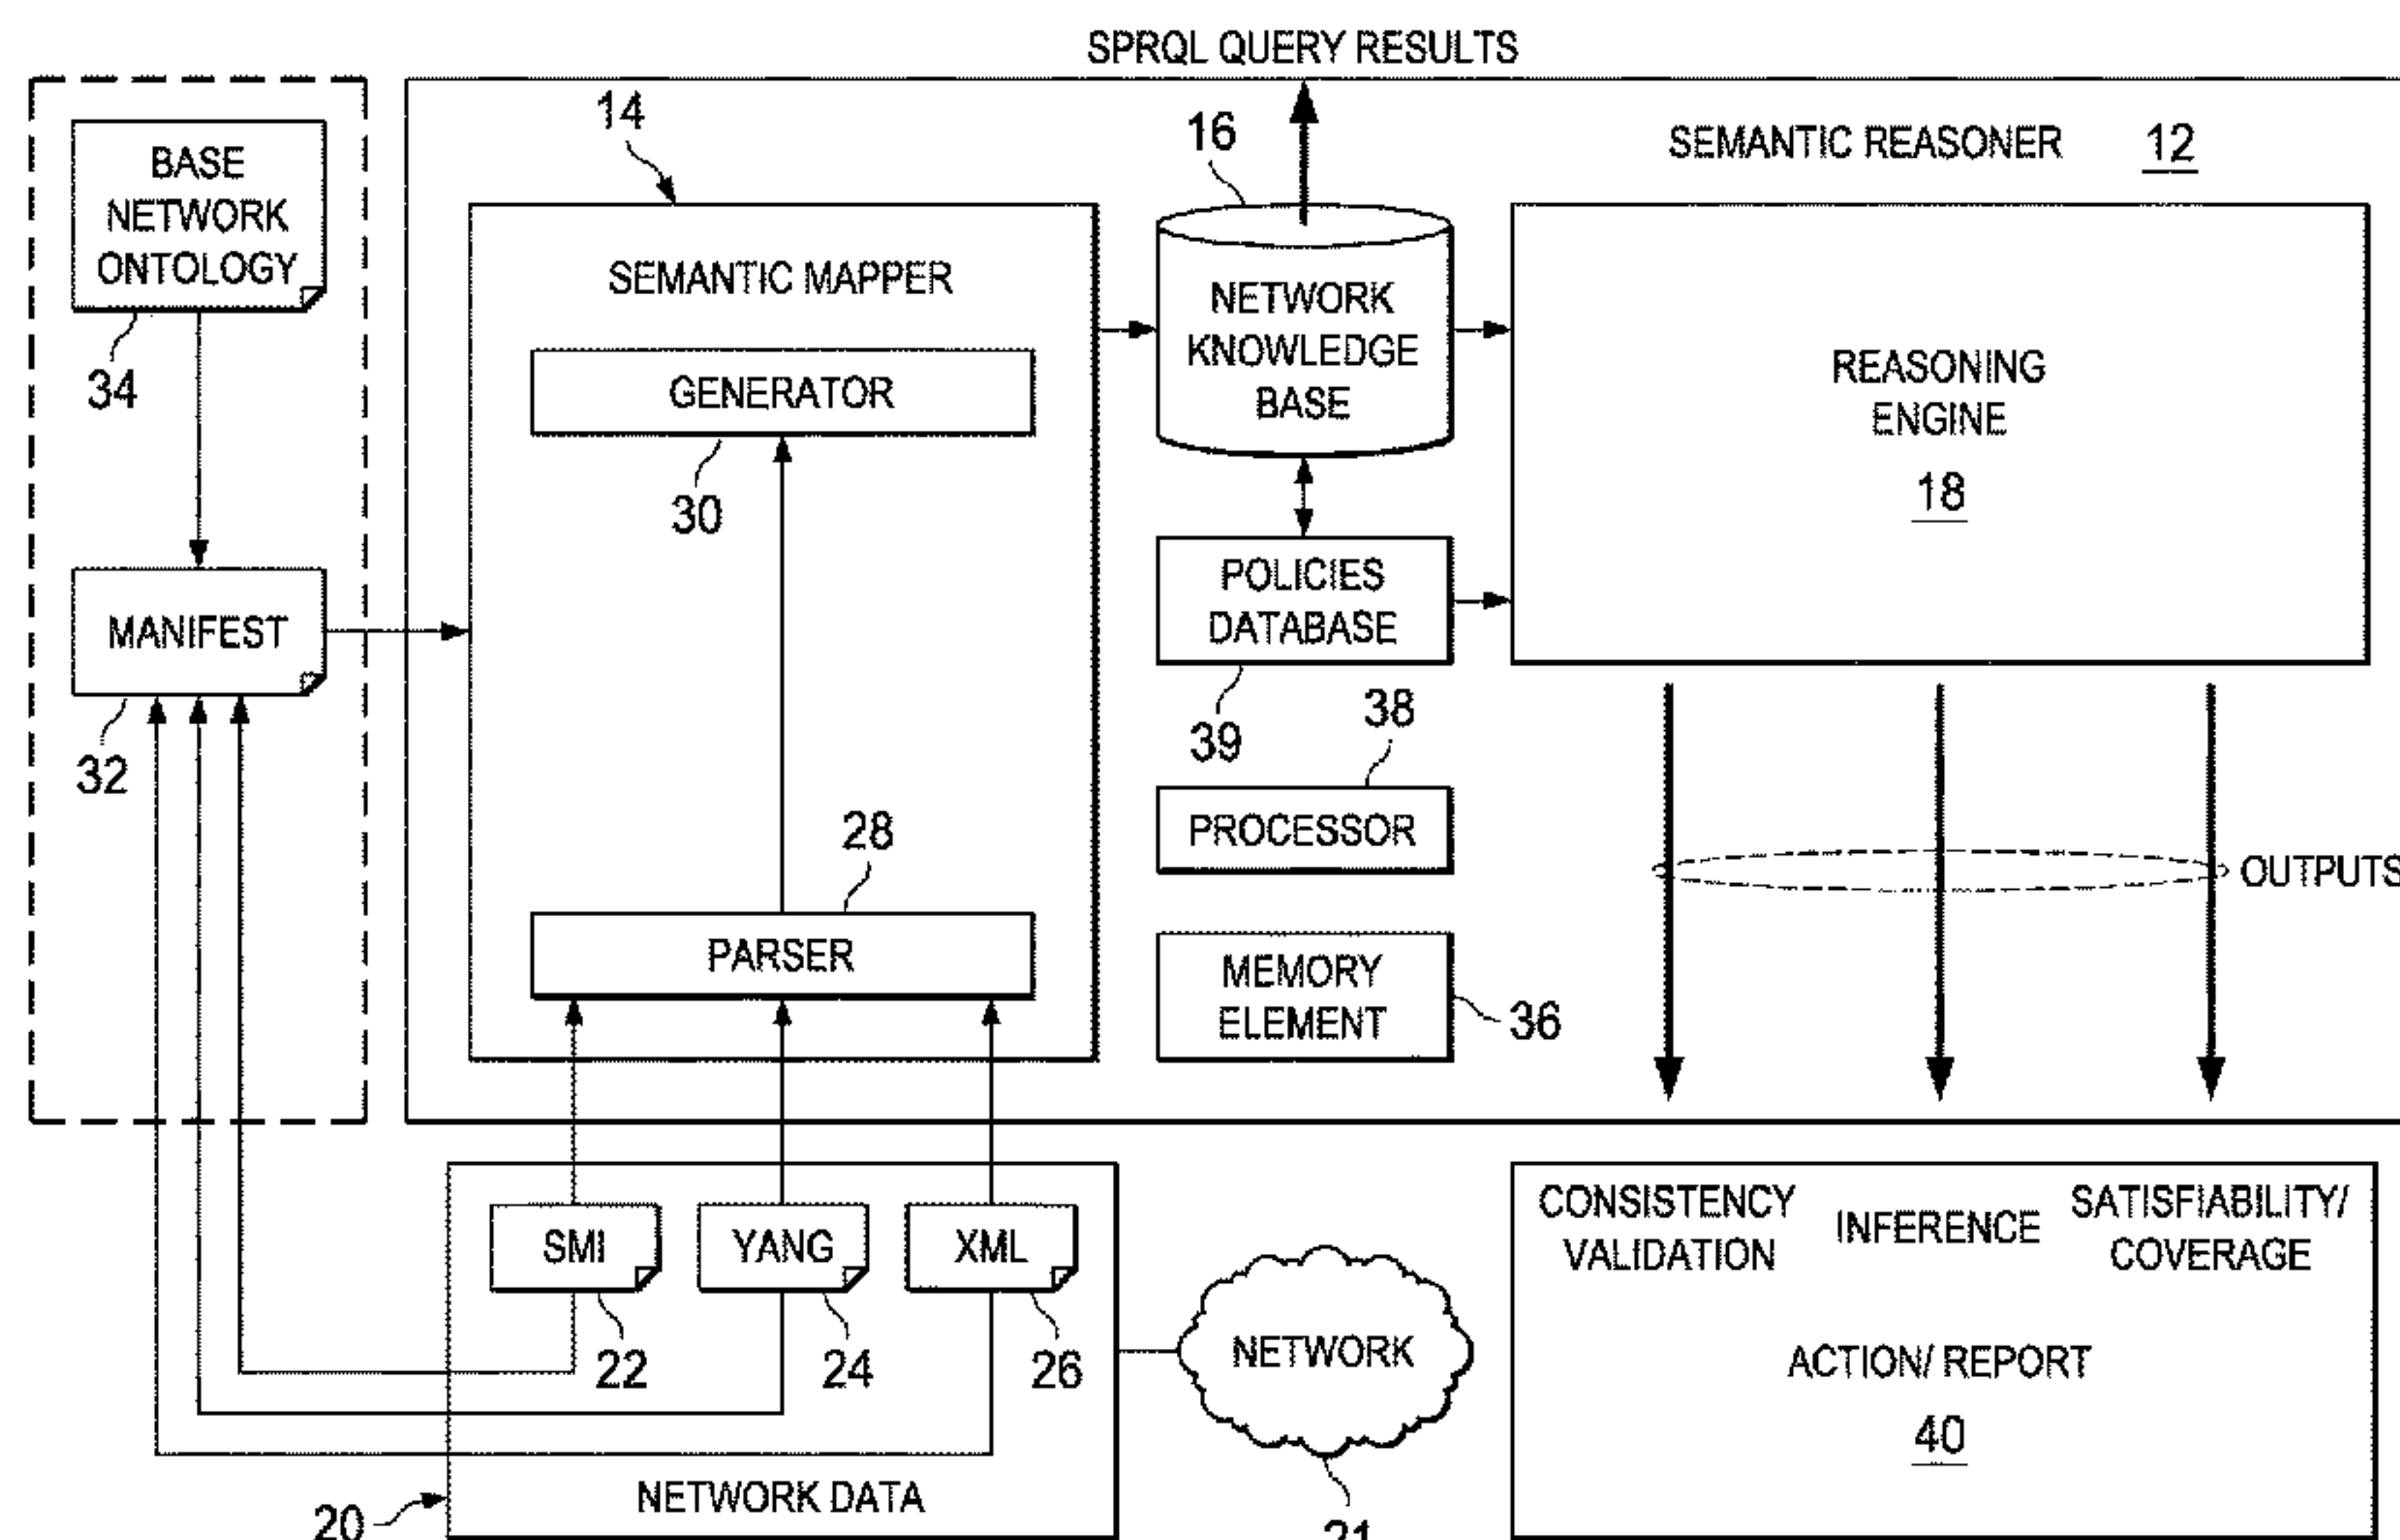 SPRQL QUERY RESULTS
BASE
NETWORK
ONTOLOGY
34
MANIFEST
32
14
SEMANTIC MAPPER
GENERATOR
30
28
PARSER
16
NETWORK
KNOWLEDGE
BASE
POLICIES
DATABASE
39
38
PROCESSOR
MEMORY
ELEMENT
36
SEMANTIC REASONER 12
REASONING
ENGINE
18
OUTPUTS
SMI
22
YANG
24
XML
26
NETWORK DATA
20
NETWORK
21
CONSISTENCY
VALIDATION
INFERENCE
SATISFIABILITY/
COVERAGE
ACTION/ REPORT
40